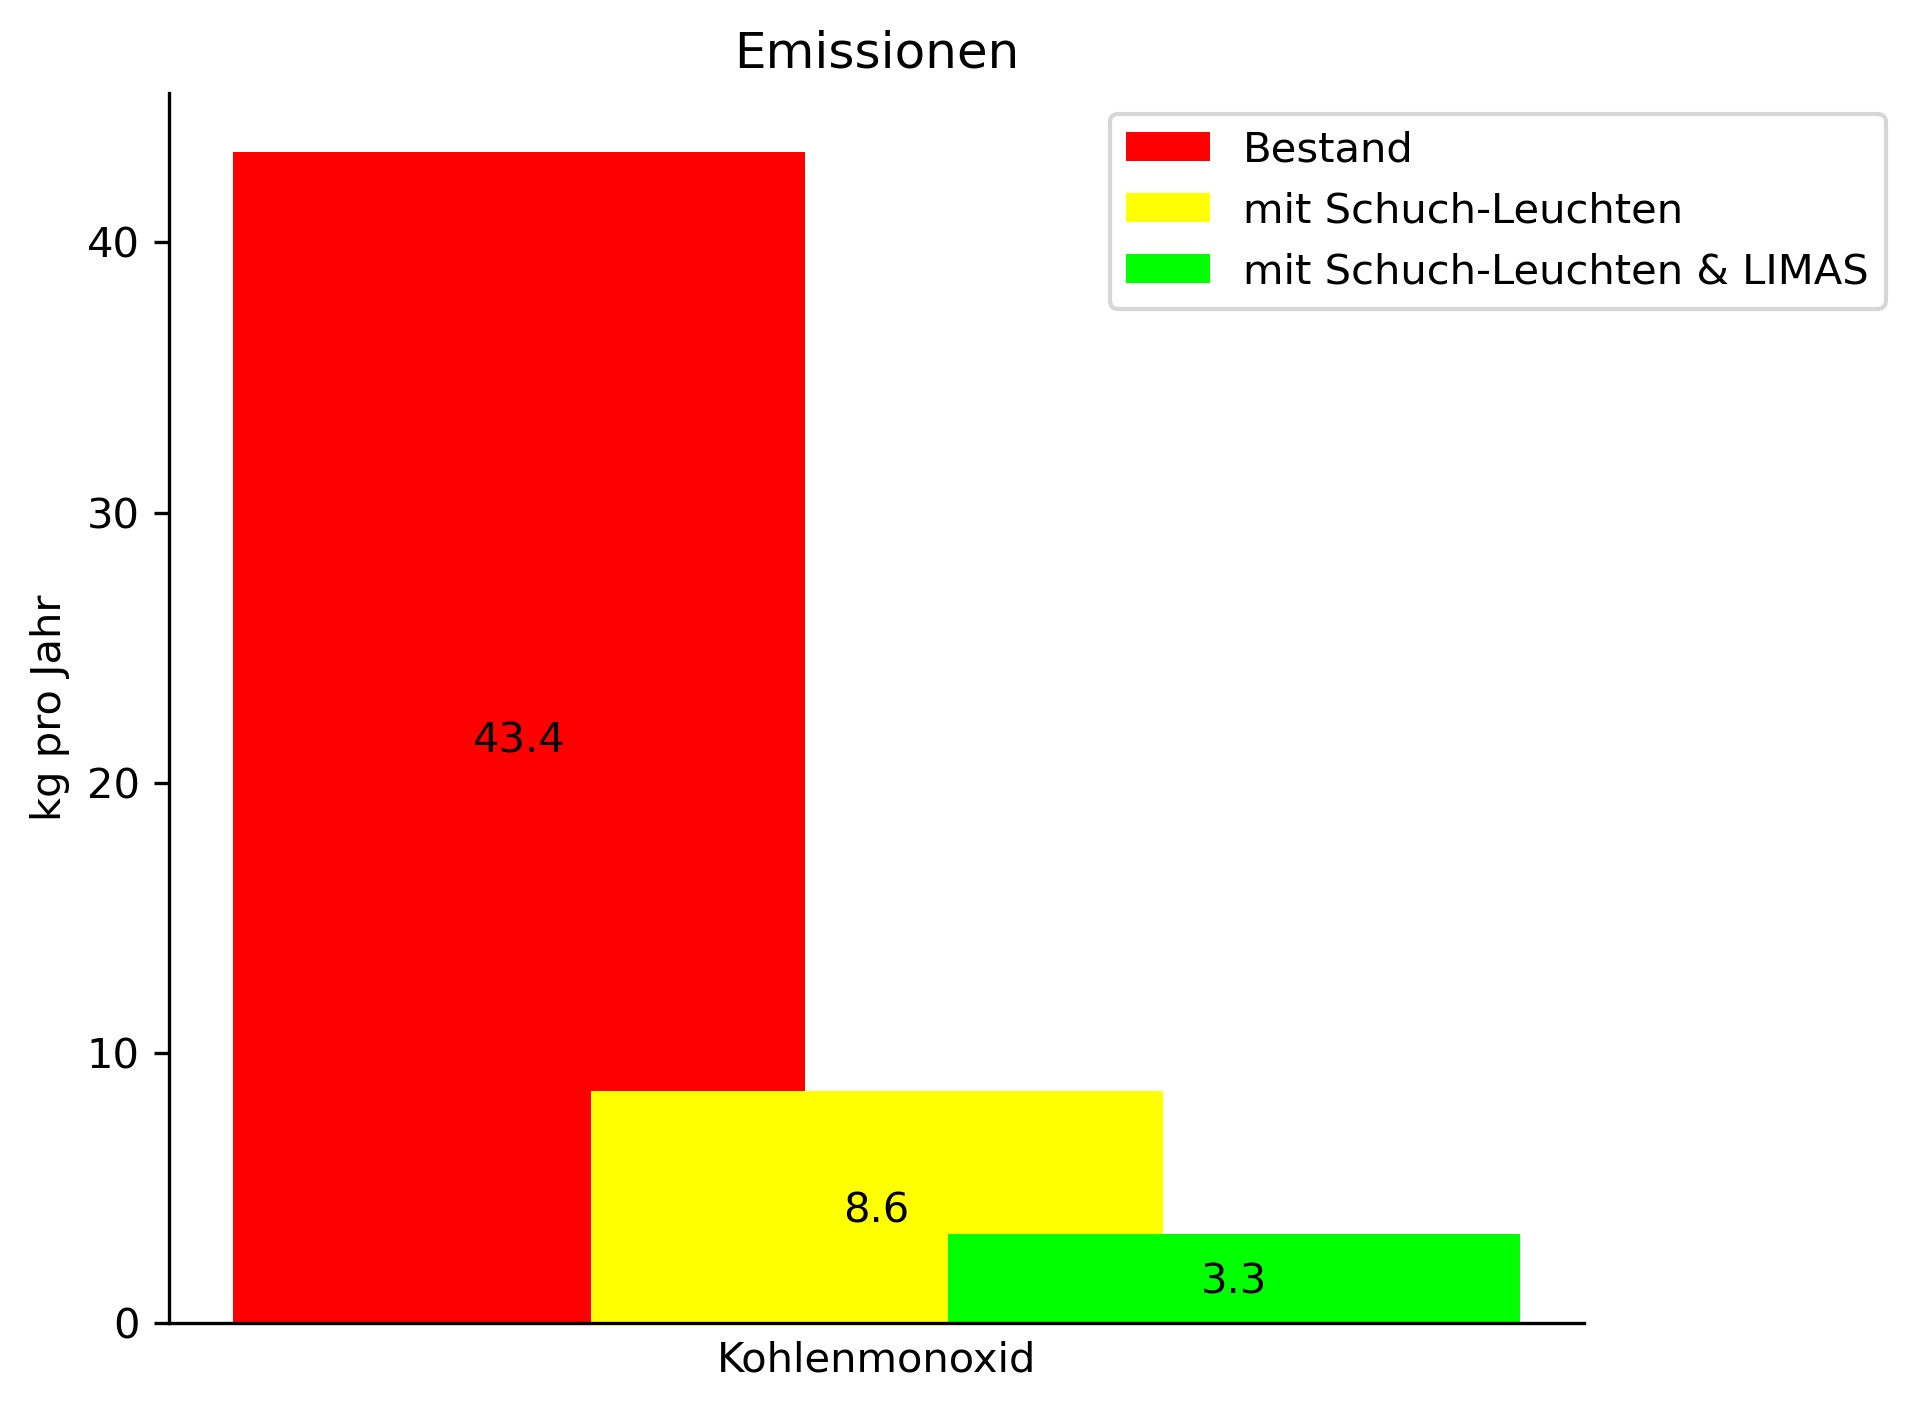 Emissionen
Bestand
mit Schuch-Leuchten
mit Schuch-Leuchten & LIMAS
kg pro Jahr
40
30
20
10
0
43.4
8.6
3.3
Kohlenmonoxid